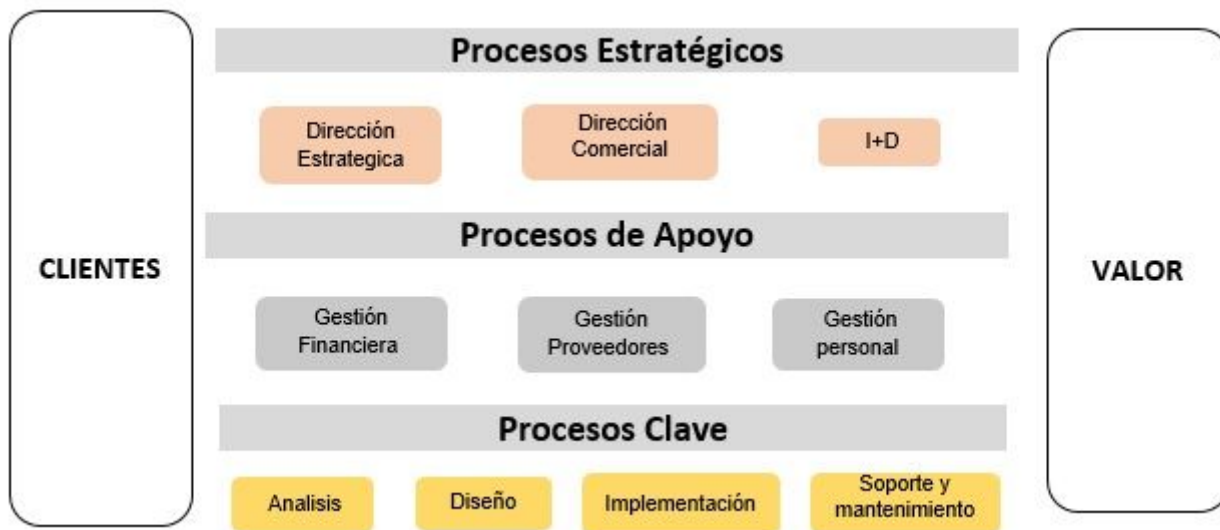 CLIENTES
Procesos Estratégicos
Dirección
Estrategica
Dirección
Comercial
I+D
Procesos de Apoyo
Gestión
Financiera
Gestión
Proveedores
Gestión
personal
Procesos Clave
Analisis
Diseño
Implementación
Soporte y
mantenimiento
VALOR